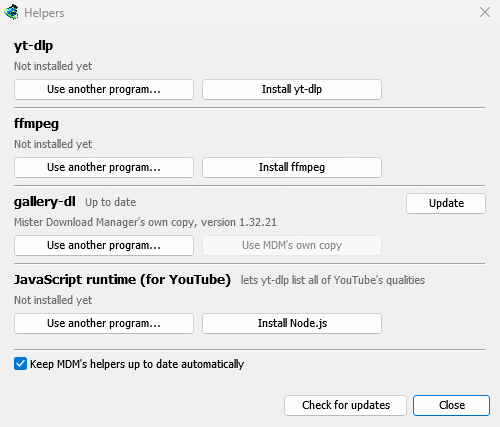 Helpers
yt-dlp
Not installed yet
Use another program... Install yt-dlp
ffmpeg
Not installed yet
Use another program... Install ffmpeg
gallery-dl Up to date Update
Mister Download Manager's own copy, version 1.32.21
Use another program... Use MDM's own copy
JavaScript runtime (for YouTube) lets yt-dlp list all of YouTube's qualities
Not installed yet
Use another program... Install Node.js
Keep MDM's helpers up to date automatically
Check for updates Close